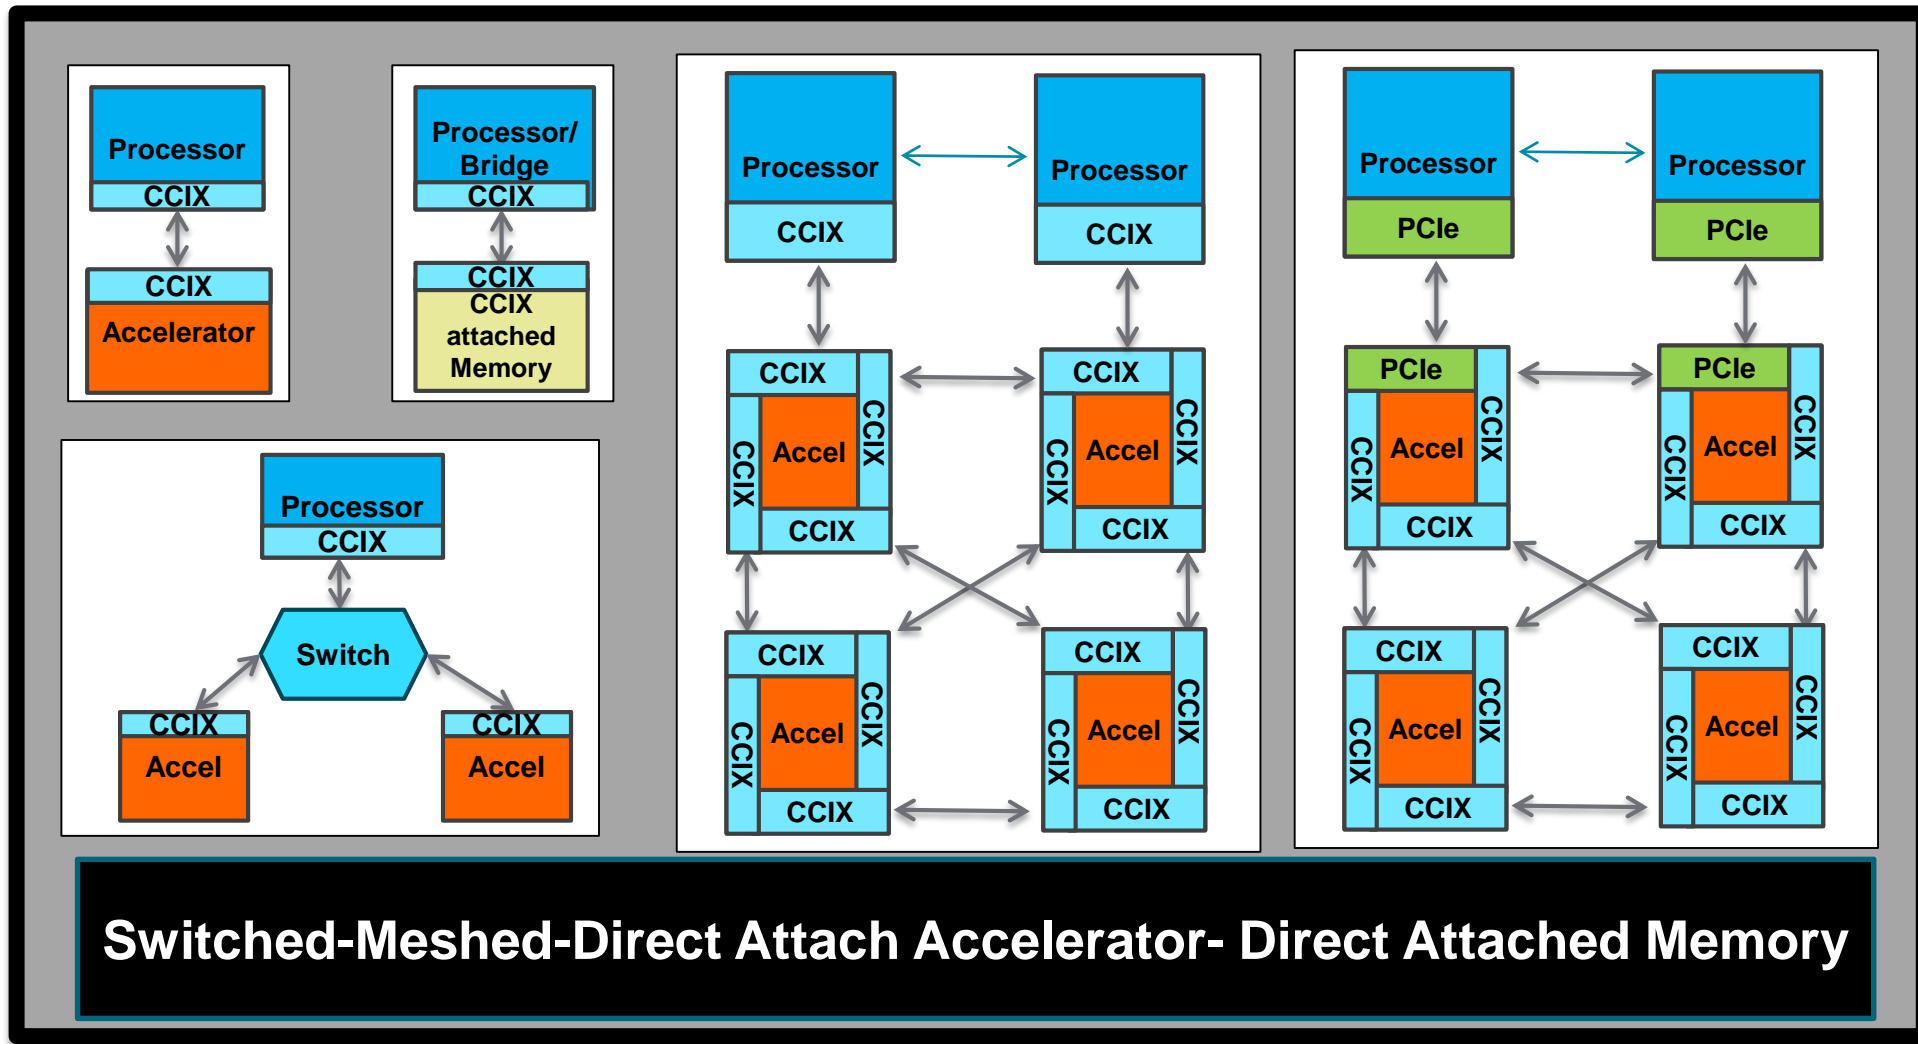 Processor
CCIX
CCIX
Accelerator
Processor/
Bridge
CCIX
CCIX
CCIX
attached
Memory
Processor
CCIX
Switch
CCIX
Accel
CCIX
Accel
Processor
Processor
CCIX
CCIX
CCIX
CCIX
CCIX
Accel
CCIX
CCIX
CCIX
Accel
CCIX
CCIX
CCIX
CCIX
CCIX
Accel
CCIX
CCIX
CCIX
Accel
CCIX
CCIX
Processor
Processor
PCIe
PCIe
PCIe
CCIX
CCIX
Accel
CCIX
PCIe
CCIX
CCIX
Accel
CCIX
CCIX
CCIX
CCIX
Accel
CCIX
CCIX
CCIX
CCIX
Accel
CCIX
Switched-Meshed-Direct Attach Accelerator- Direct Attached Memory